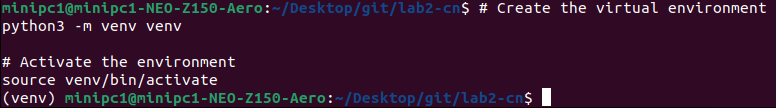 minipc1@minipc1-NEO-Z150-Aero:~/Desktop/git/lab2-cn$ # Create the virtual environment
python3 -m venv venv

# Activate the environment
source venv/bin/activate
(venv) minipc1@minipc1-NEO-Z150-Aero:~/Desktop/git/lab2-cn$